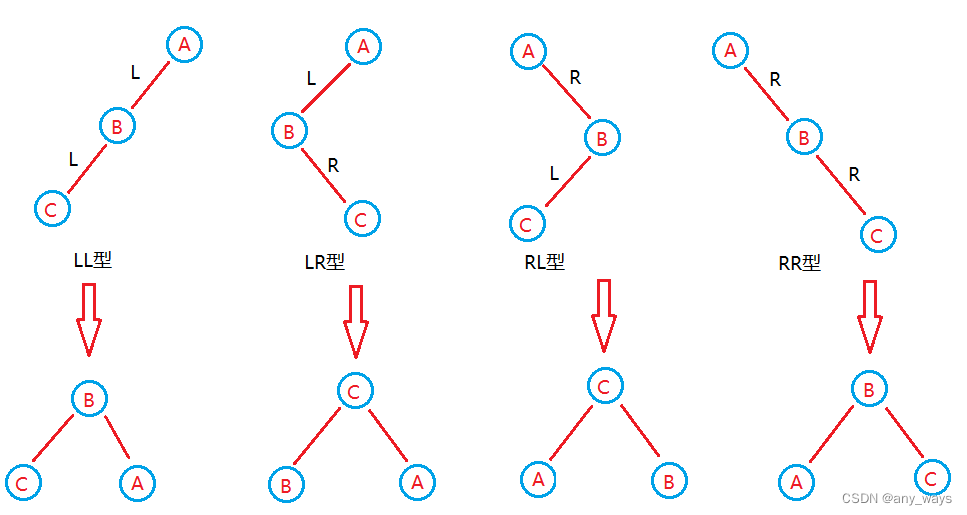 A A A A
L L R R
B B B B
L R L R
C C C C
LL型 LR型 RL型 RR型
B C C B
C A B A A B A C
CSDN @any_ways